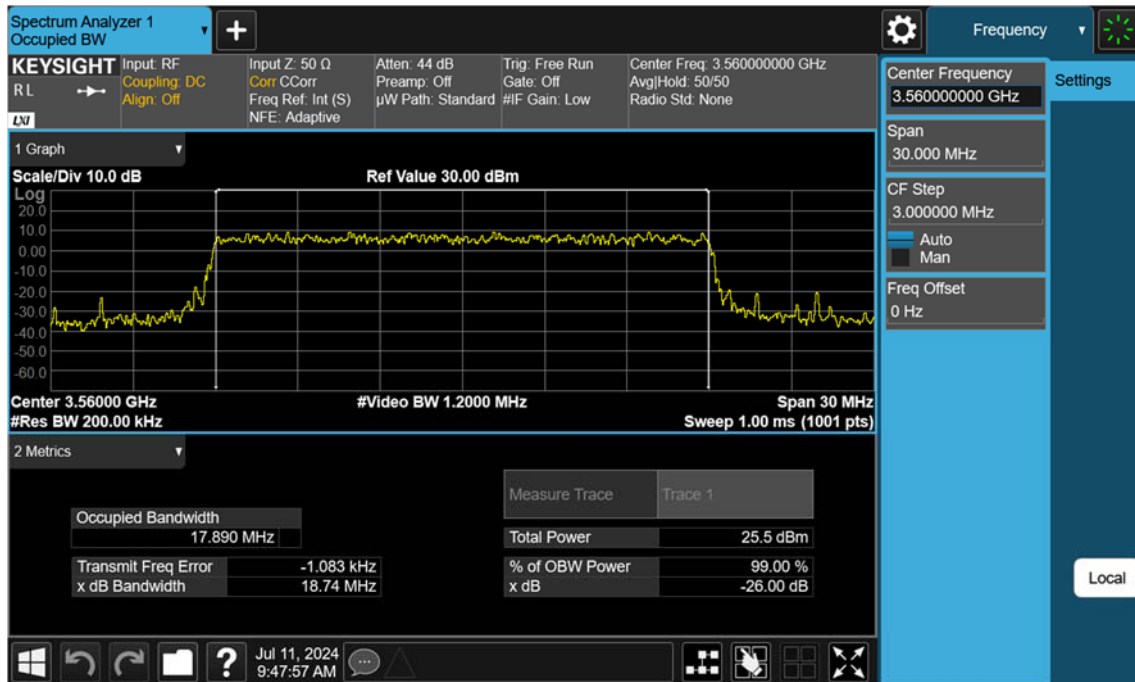 Spectrum Analyzer 1
Occupied BW
+
Frequency
KEYSIGHT
RL
LXI
Input: RF
Coupling: DC
Align: Off
Input Z: 50 Ω
Corr CCorr
Freq Ref: Int (S)
NFE: Adaptive
Atten: 44 dB
Preamp: Off
µW Path: Standard
Trig: Free Run
Gate: Off
#IF Gain: Low
Center Freq: 3.560000000 GHz
Avg|Hold: 50/50
Radio Std: None
Center Frequency
3.560000000 GHz
Settings
Span
30.000 MHz
CF Step
3.000000 MHz
Auto
Man
Freq Offset
0 Hz
Local
1 Graph
Scale/Div 10.0 dB
Ref Value 30.00 dBm
Log
20.0
10.0
0.00
-10.0
-20.0
-30.0
-40.0
-50.0
-60.0
Center 3.56000 GHz
#Video BW 1.2000 MHz
Span 30 MHz
#Res BW 200.00 kHz
Sweep 1.00 ms (1001 pts)
2 Metrics
Measure Trace
Trace 1
Occupied Bandwidth
17.890 MHz
Total Power
25.5 dBm
Transmit Freq Error
-1.083 kHz
% of OBW Power
99.00 %
x dB Bandwidth
18.74 MHz
x dB
-26.00 dB
?
Jul 11, 2024
9:47:57 AM